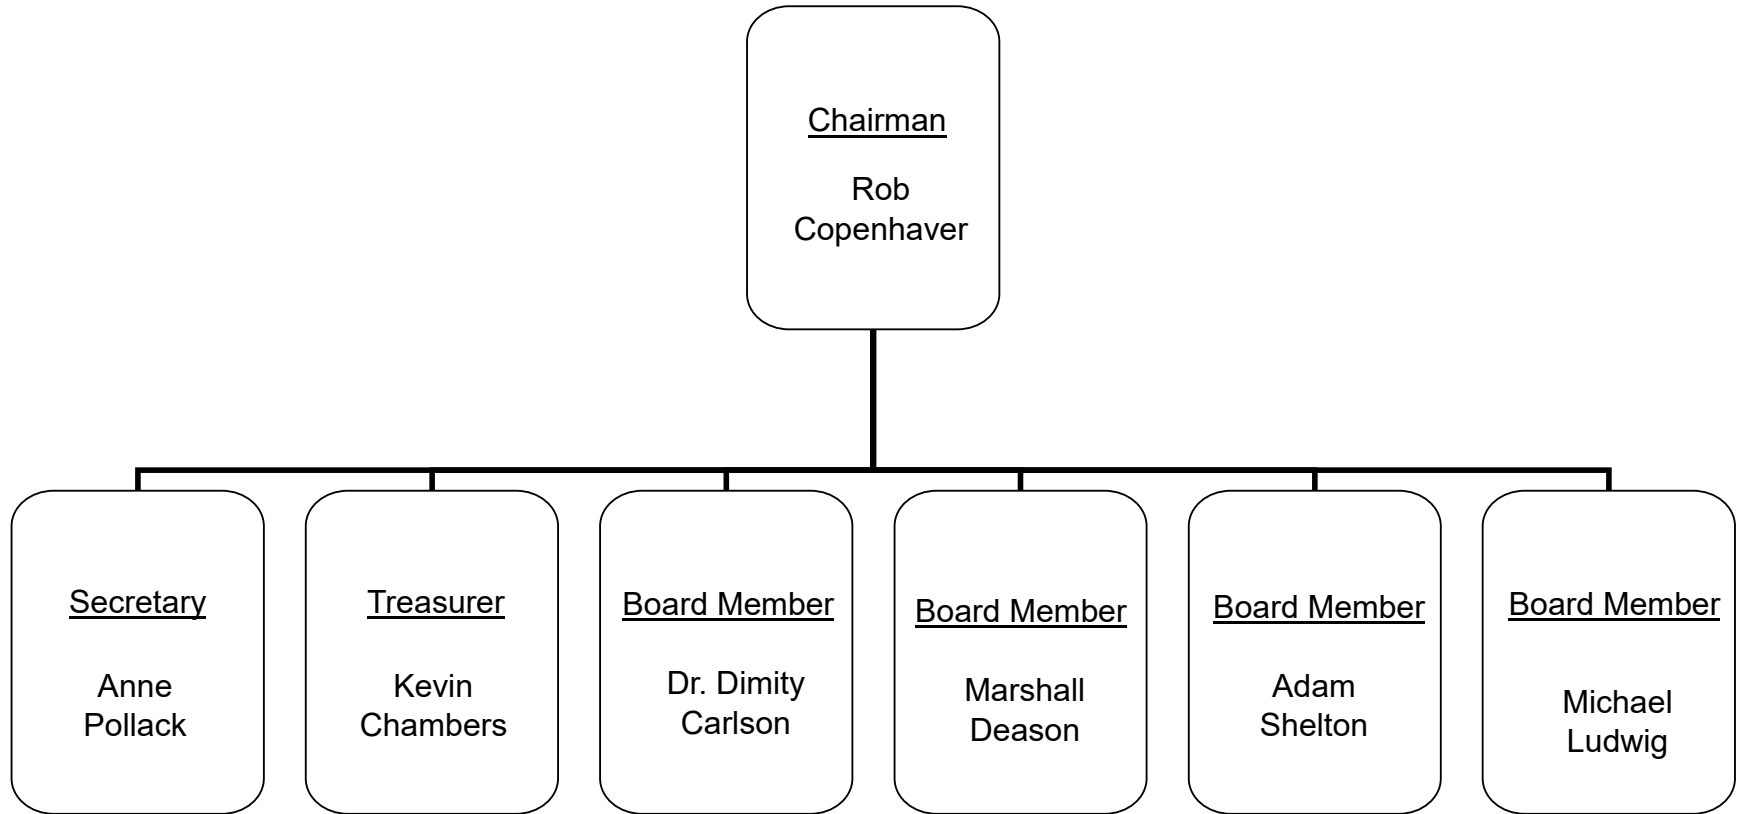 Chairman
Rob
Copenhaver
Secretary
Anne
Pollack
Treasurer
Kevin
Chambers
Board Member
Dr. Dimity
Carlson
Board Member
Marshall
Deason
Board Member
Adam
Shelton
Board Member
Michael
Ludwig